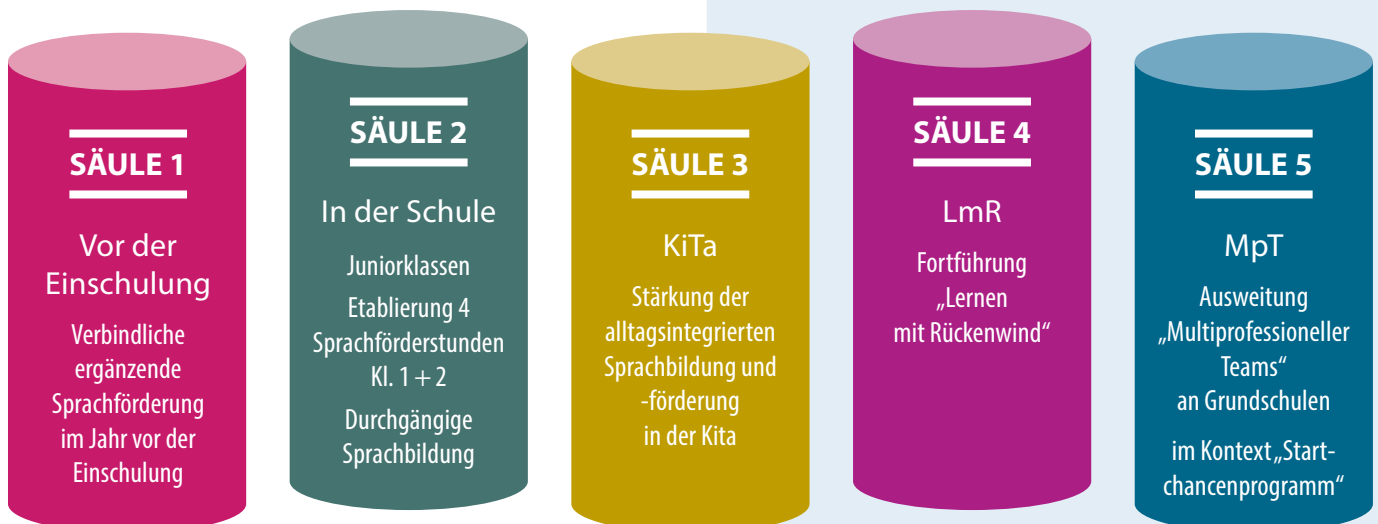 SÄULE 1
Vor der
Einschulung
Verbindliche
ergänzende
Sprachförderung
im Jahr vor der
Einschulung
SÄULE 2
In der Schule
Juniorklassen
Etablierung 4
Sprachförderstunden
Kl. 1 + 2
Durchgängige
Sprachbildung
SÄULE 3
KiTa
Stärkung der
alltagsintegrierten
Sprachbildung und
-förderung
in der Kita
SÄULE 4
LmR
Fortführung
„Lernen
mit Rückenwind“
SÄULE 5
MpT
Ausweitung
„Multiprofessioneller
Teams“
an Grundschulen
im Kontext „Start-
chancenprogramm“